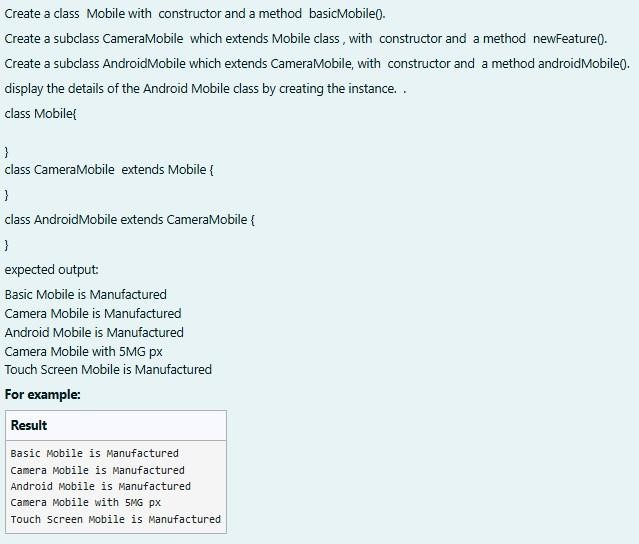 Create a class Mobile with constructor and a method basicMobile().
Create a subclass CameraMobile which extends Mobile class , with constructor and a method newFeature().
Create a subclass AndroidMobile which extends CameraMobile, with constructor and a method androidMobile().
display the details of the Android Mobile class by creating the instance. .
class Mobile{
}
class CameraMobile extends Mobile {
}
class AndroidMobile extends CameraMobile {
}
expected output:
Basic Mobile is Manufactured
Camera Mobile is Manufactured
Android Mobile is Manufactured
Camera Mobile with 5MG px
Touch Screen Mobile is Manufactured
For example:
Result
Basic Mobile is Manufactured
Camera Mobile is Manufactured
Android Mobile is Manufactured
Camera Mobile with 5MG px
Touch Screen Mobile is Manufactured